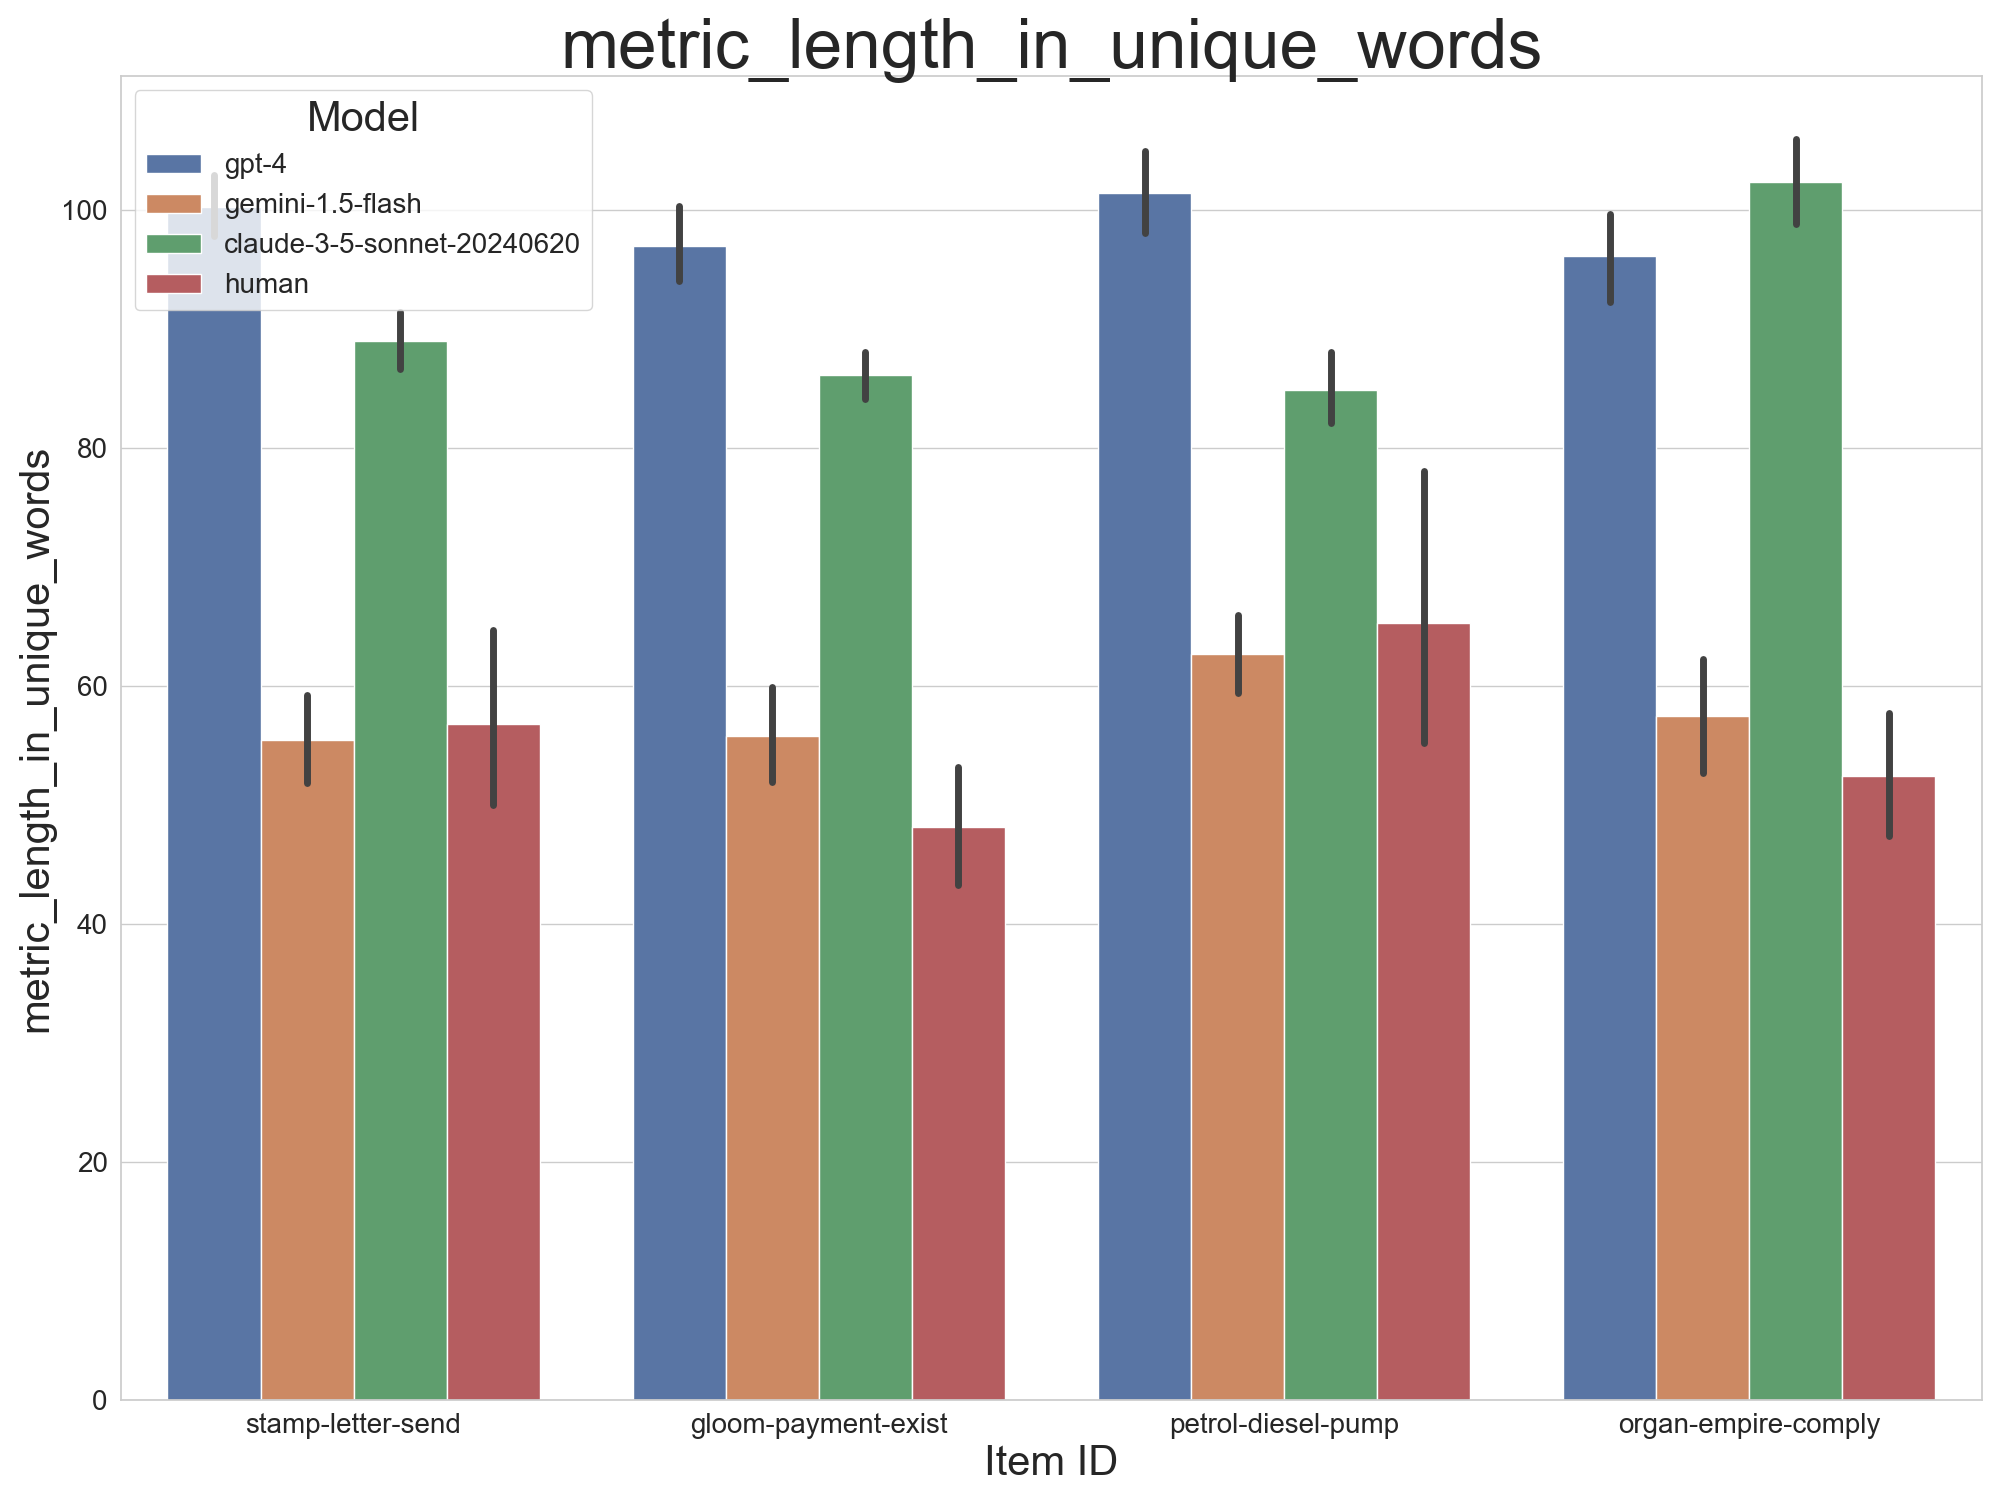 metric_length_in_unique_words
Model
gpt-4
gemini-1.5-flash
claude-3-5-sonnet-20240620
human
metric_length_in_unique_words
100
80
60
40
20
0
stamp-letter-send gloom-payment-exist petrol-diesel-pump organ-empire-comply
Item ID